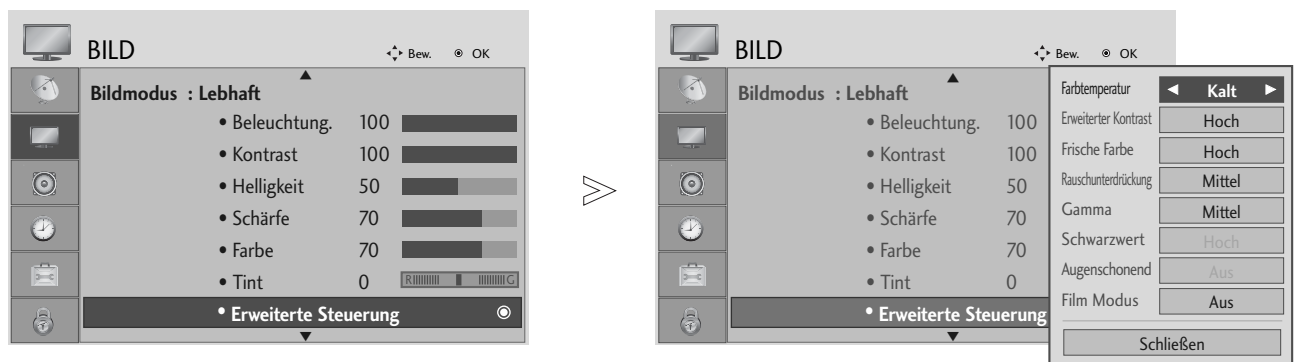 BILD
Bew. OK
Bildmodus : Lebhaft
• Beleuchtung. 100
• Kontrast 100
• Helligkeit 50
• Schärfe 70
• Farbe 70
• Tint 0 R G
• Erweiterte Steuerung
BILD
Bew. OK
Bildmodus : Lebhaft
• Beleuchtung. 100
• Kontrast 100
• Helligkeit 50
• Schärfe 70
• Farbe 70
• Tint 0
• Erweiterte Steuerung
Farbtemperatur ◄ Kalt ►
Erweiterter Kontrast Hoch
Frische Farbe Hoch
Rauschunterdrückung Mittel
Gamma Mittel
Schwarzwert Hoch
Augenschonend Aus
Film Modus Aus
Schließen